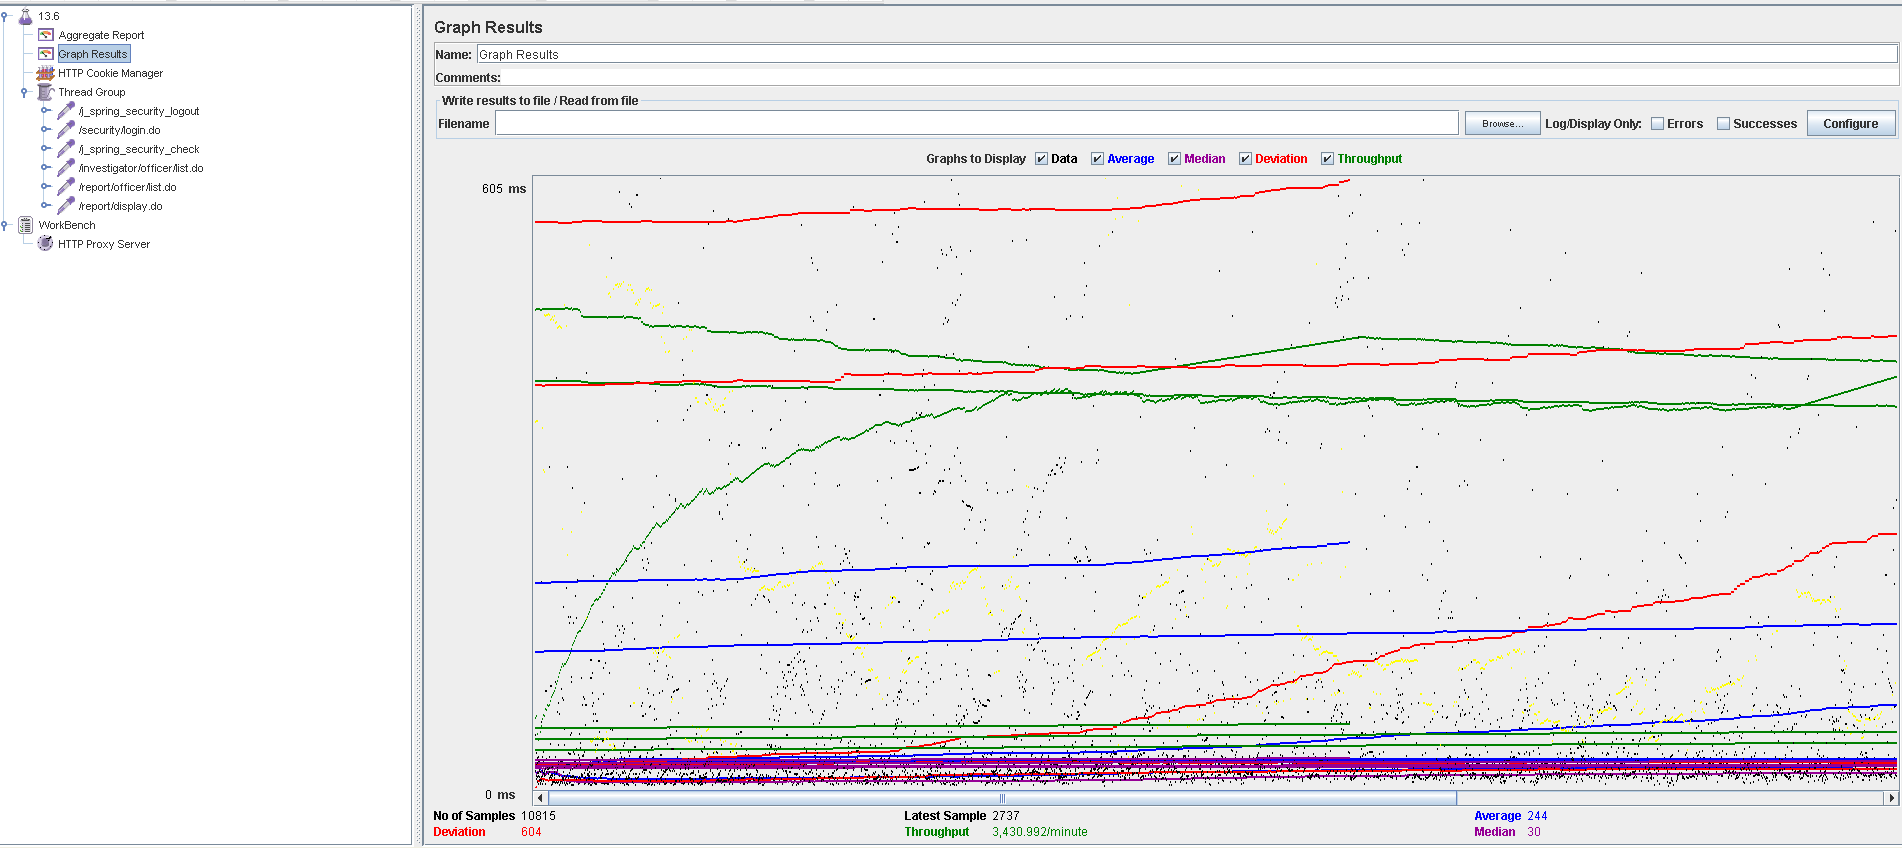 13.6
Aggregate Report
Graph Results
HTTP Cookie Manager
Thread Group
/j_spring_security_logout
/security/login.do
/j_spring_security_check
/investigator/officer/list.do
/report/officer/list.do
/report/display.do
WorkBench
HTTP Proxy Server
Graph Results
Name: Graph Results
Comments:
Write results to file / Read from file
Filename Browse... Log/Display Only: Errors Successes Configure
Graphs to Display Data Average Median Deviation Throughput
605 ms
0 ms
No of Samples 10815 Latest Sample 2737 Average 244
Deviation 604 Throughput 3,430.992/minute Median 30